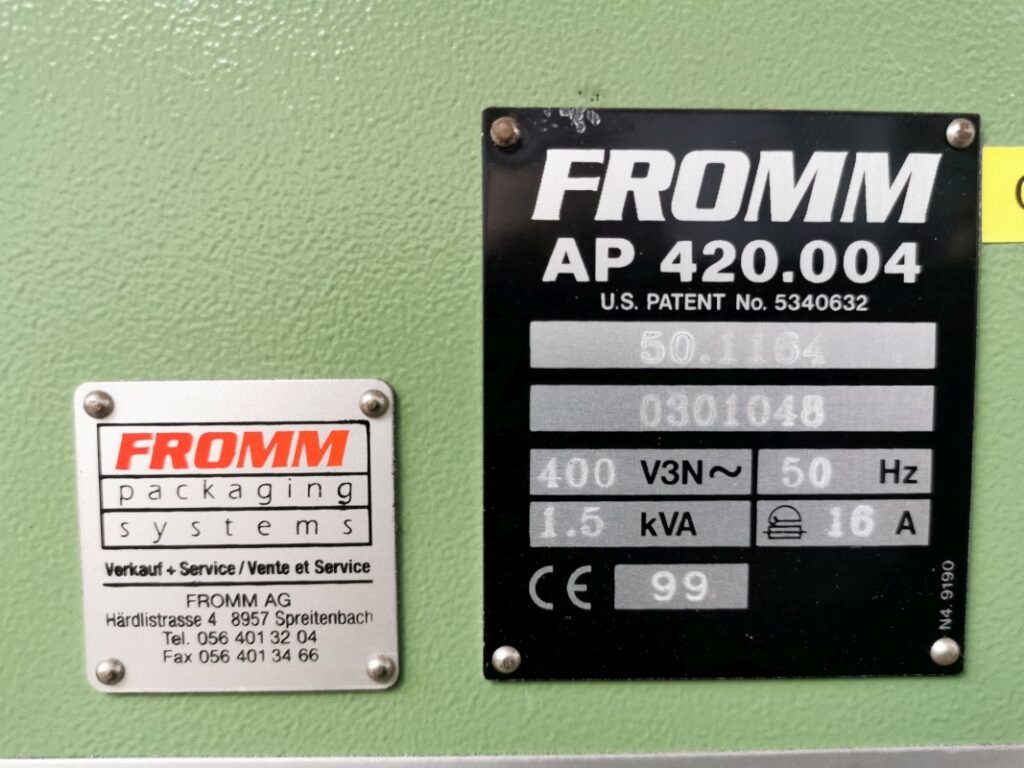 FROMM
packaging
systems
Verkauf + Service / Vente et Service
FROMM AG
Härdlistrasse 4 8957 Spreitenbach
Tel. 056 401 32 04
Fax 056 401 34 66
FROMM
AP 420.004
U.S. PATENT No. 5340632
50.1164
0301048
400 V3N~ 50 Hz
1.5 kVA 16 A
CE 99
N4. 9190